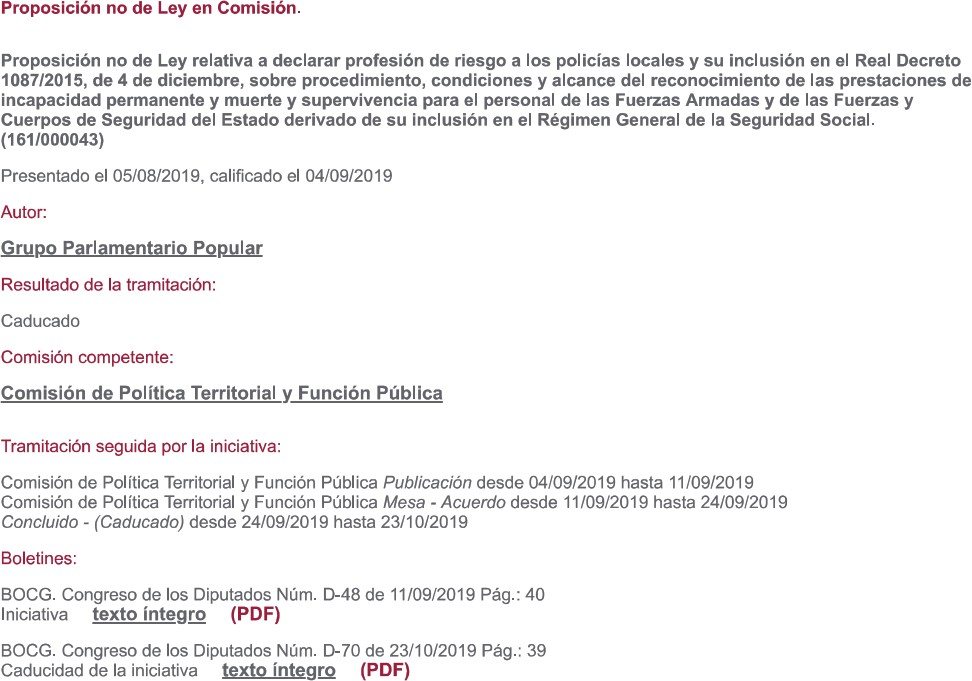 Proposición no de Ley en Comisión.
Proposición no de Ley relativa a declarar profesión de riesgo a los policías locales y su inclusión en el Real Decreto
1087/2015, de 4 de diciembre, sobre procedimiento, condiciones y alcance del reconocimiento de las prestaciones de
incapacidad permanente y muerte y supervivencia para el personal de las Fuerzas Armadas y de las Fuerzas y
Cuerpos de Seguridad del Estado derivado de su inclusión en el Régimen General de la Seguridad Social.
(161/000043)
Presentado el 05/08/2019, calificado el 04/09/2019
Autor:
Grupo Parlamentario Popular
Resultado de la tramitación:
Caducado
Comisión competente:
Comisión de Política Territorial y Función Pública
Tramitación seguida por la iniciativa:
Comisión de Política Territorial y Función Pública Publicación desde 04/09/2019 hasta 11/09/2019
Comisión de Política Territorial y Función Pública Mesa - Acuerdo desde 11/09/2019 hasta 24/09/2019
Concluido - (Caducado) desde 24/09/2019 hasta 23/10/2019
Boletines:
BOCG. Congreso de los Diputados Núm. D-48 de 11/09/2019 Pág.: 40
Iniciativa texto íntegro (PDF)
BOCG. Congreso de los Diputados Núm. D-70 de 23/10/2019 Pág.: 39
Caducidad de la iniciativa texto íntegro (PDF)